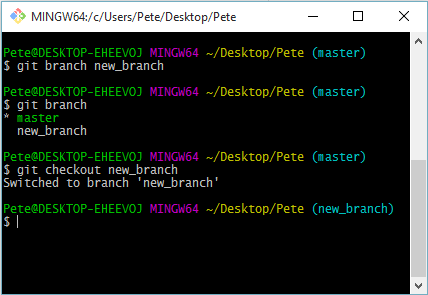 MINGW64:/c/Users/Pete/Desktop/Pete
Pete@DESKTOP-EHEEVOJ MINGW64 ~/Desktop/Pete (master)
$ git branch new_branch
Pete@DESKTOP-EHEEVOJ MINGW64 ~/Desktop/Pete (master)
$ git branch
* master
  new_branch
Pete@DESKTOP-EHEEVOJ MINGW64 ~/Desktop/Pete (master)
$ git checkout new_branch
Switched to branch 'new_branch'
Pete@DESKTOP-EHEEVOJ MINGW64 ~/Desktop/Pete (new_branch)
$